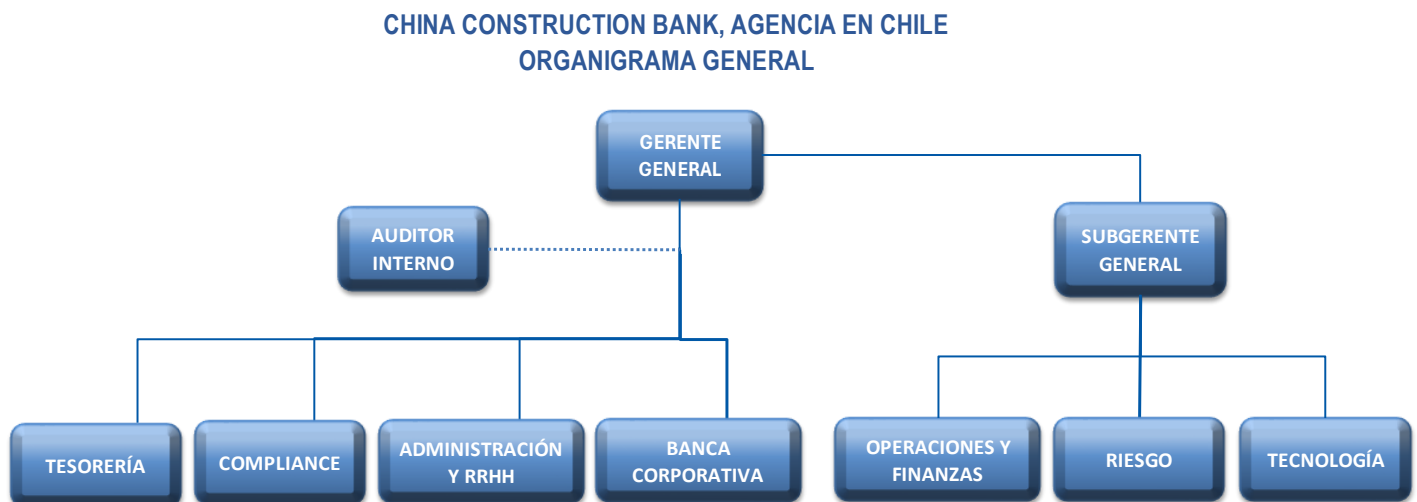 CHINA CONSTRUCTION BANK, AGENCIA EN CHILE
ORGANIGRAMA GENERAL
GERENTE
GENERAL
AUDITOR
INTERNO
SUBGERENTE
GENERAL
TESORERÍA
COMPLIANCE
ADMINISTRACIÓN
Y RRHH
BANCA
CORPORATIVA
OPERACIONES Y
FINANZAS
RIESGO
TECNOLOGÍA